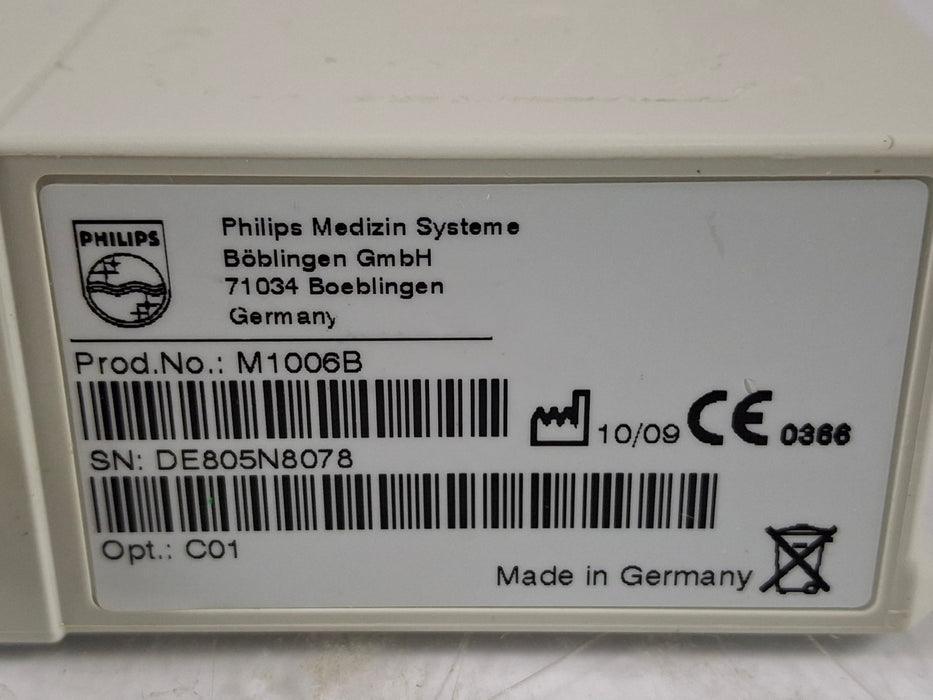 PHILIPS
Philips Medizin Systeme
Böblingen GmbH
71034 Boeblingen
Germany
Prod.No.: M1006B
10/09 CE 0366
SN: DE805N8078
Opt.: C01
Made in Germany